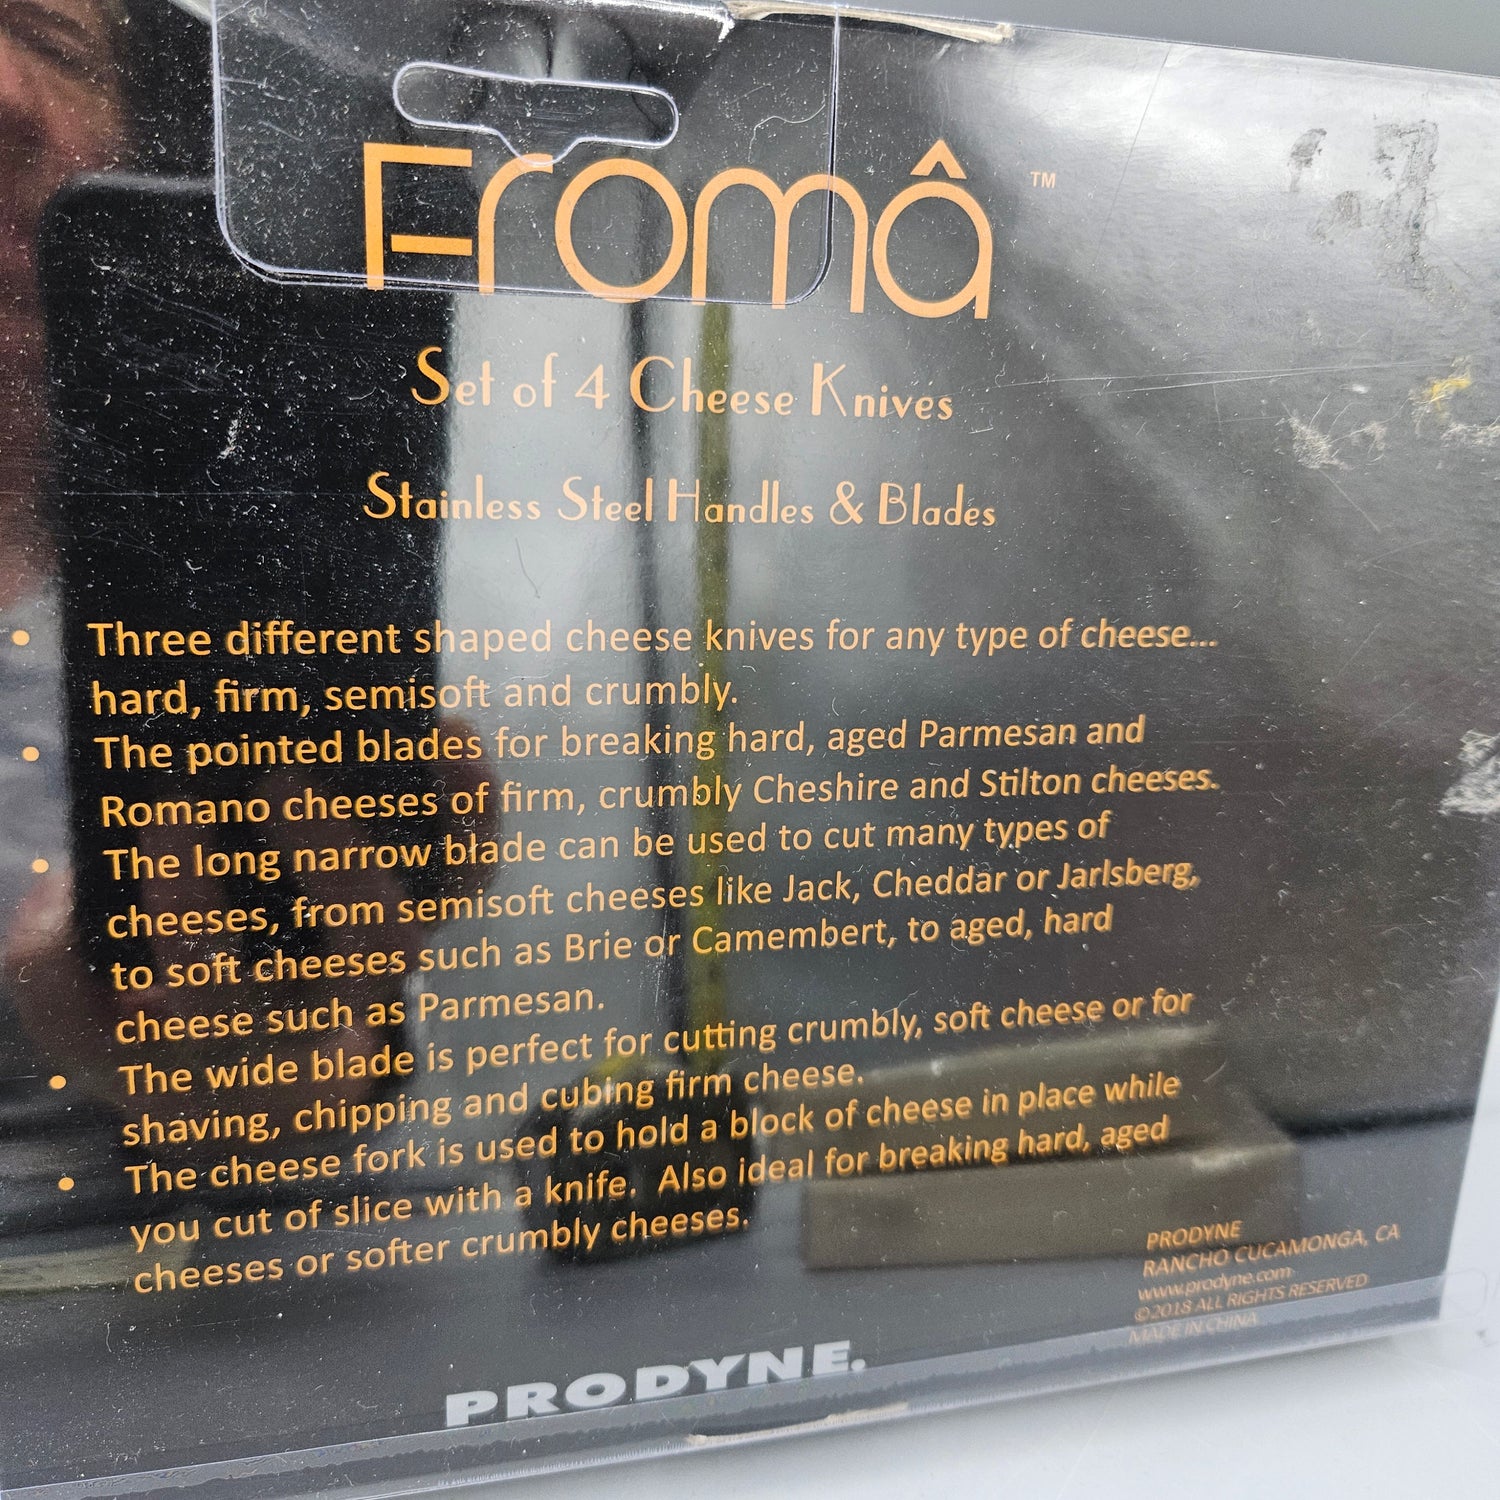 Fromâ ™
Set of 4 Cheese Knives
Stainless Steel Handles & Blades
• Three different shaped cheese knives for any type of cheese...
hard, firm, semisoft and crumbly.
• The pointed blades for breaking hard, aged Parmesan and
Romano cheeses of firm, crumbly Cheshire and Stilton cheeses.
• The long narrow blade can be used to cut many types of
cheeses, from semisoft cheeses like Jack, Cheddar or Jarlsberg,
to soft cheeses such as Brie or Camembert, to aged, hard
cheese such as Parmesan.
• The wide blade is perfect for cutting crumbly, soft cheese or for
shaving, chipping and cubing firm cheese.
• The cheese fork is used to hold a block of cheese in place while
you cut of slice with a knife. Also ideal for breaking hard, aged
cheeses or softer crumbly cheeses.
PRODYNE
RANCHO CUCAMONGA, CA
www.prodyne.com
©2018 ALL RIGHTS RESERVED
MADE IN CHINA
PRODYNE.